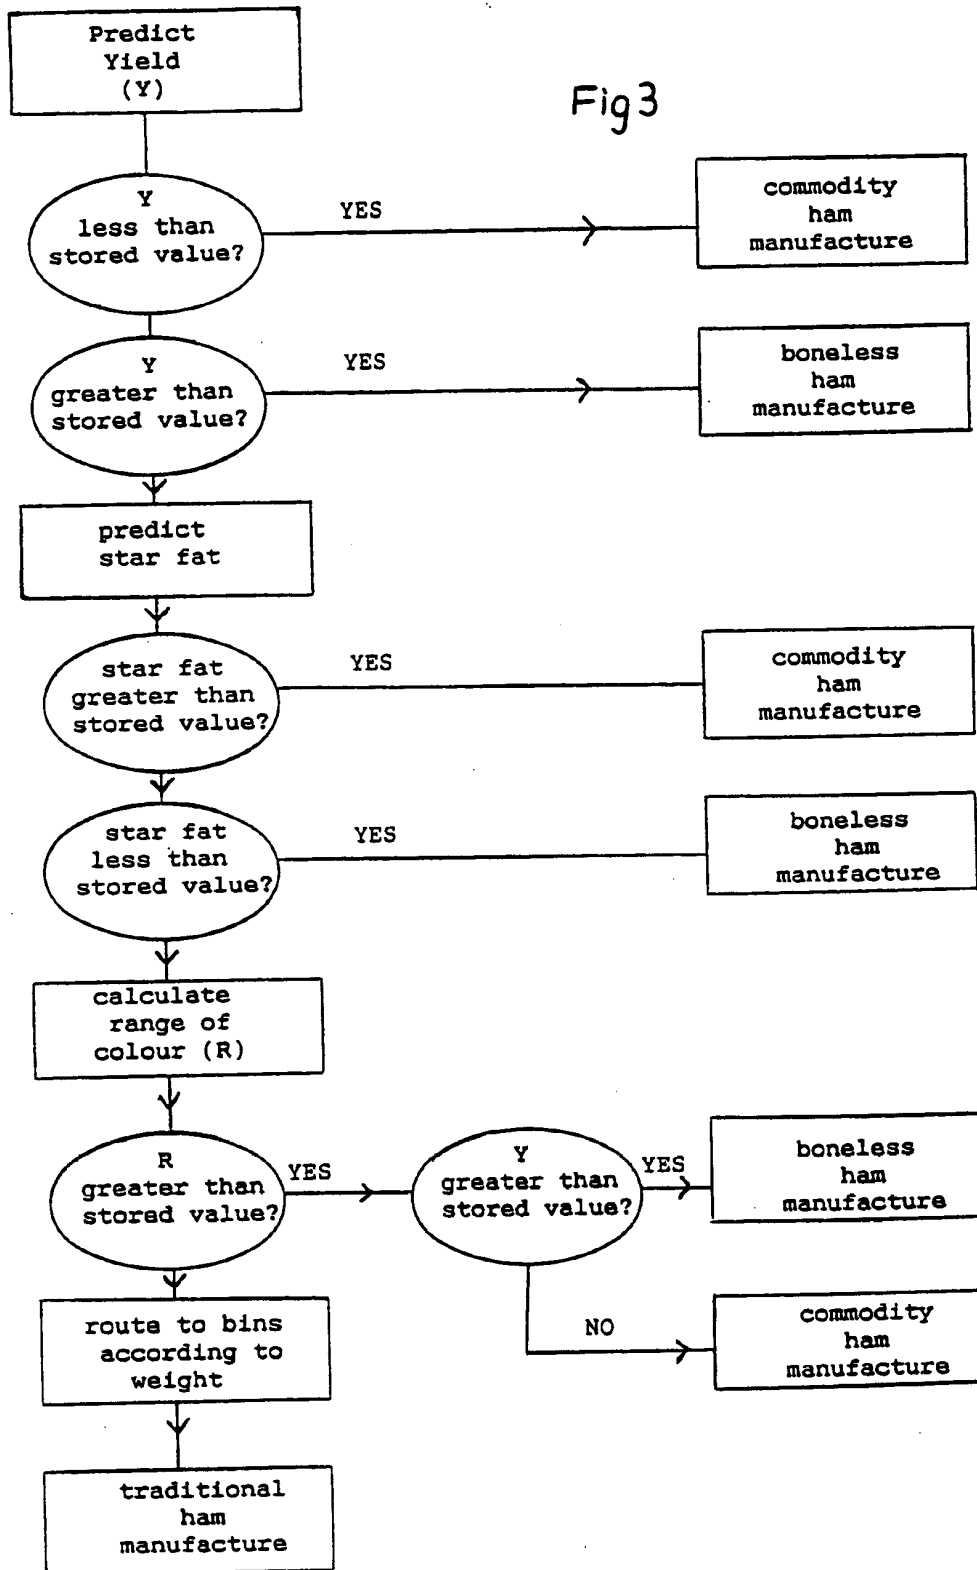 Predict
Yield
(Y)
Fig 3
Y
less than
stored value?
YES
commodity
ham
manufacture
Y
greater than
stored value?
YES
boneless
ham
manufacture
predict
star fat
star fat
greater than
stored value?
YES
commodity
ham
manufacture
star fat
less than
stored value?
YES
boneless
ham
manufacture
calculate
range of
colour (R)
R
greater than
stored value?
YES
Y
greater than
stored value?
YES
boneless
ham
manufacture
NO
commodity
ham
manufacture
route to bins
according to
weight
traditional
ham
manufacture